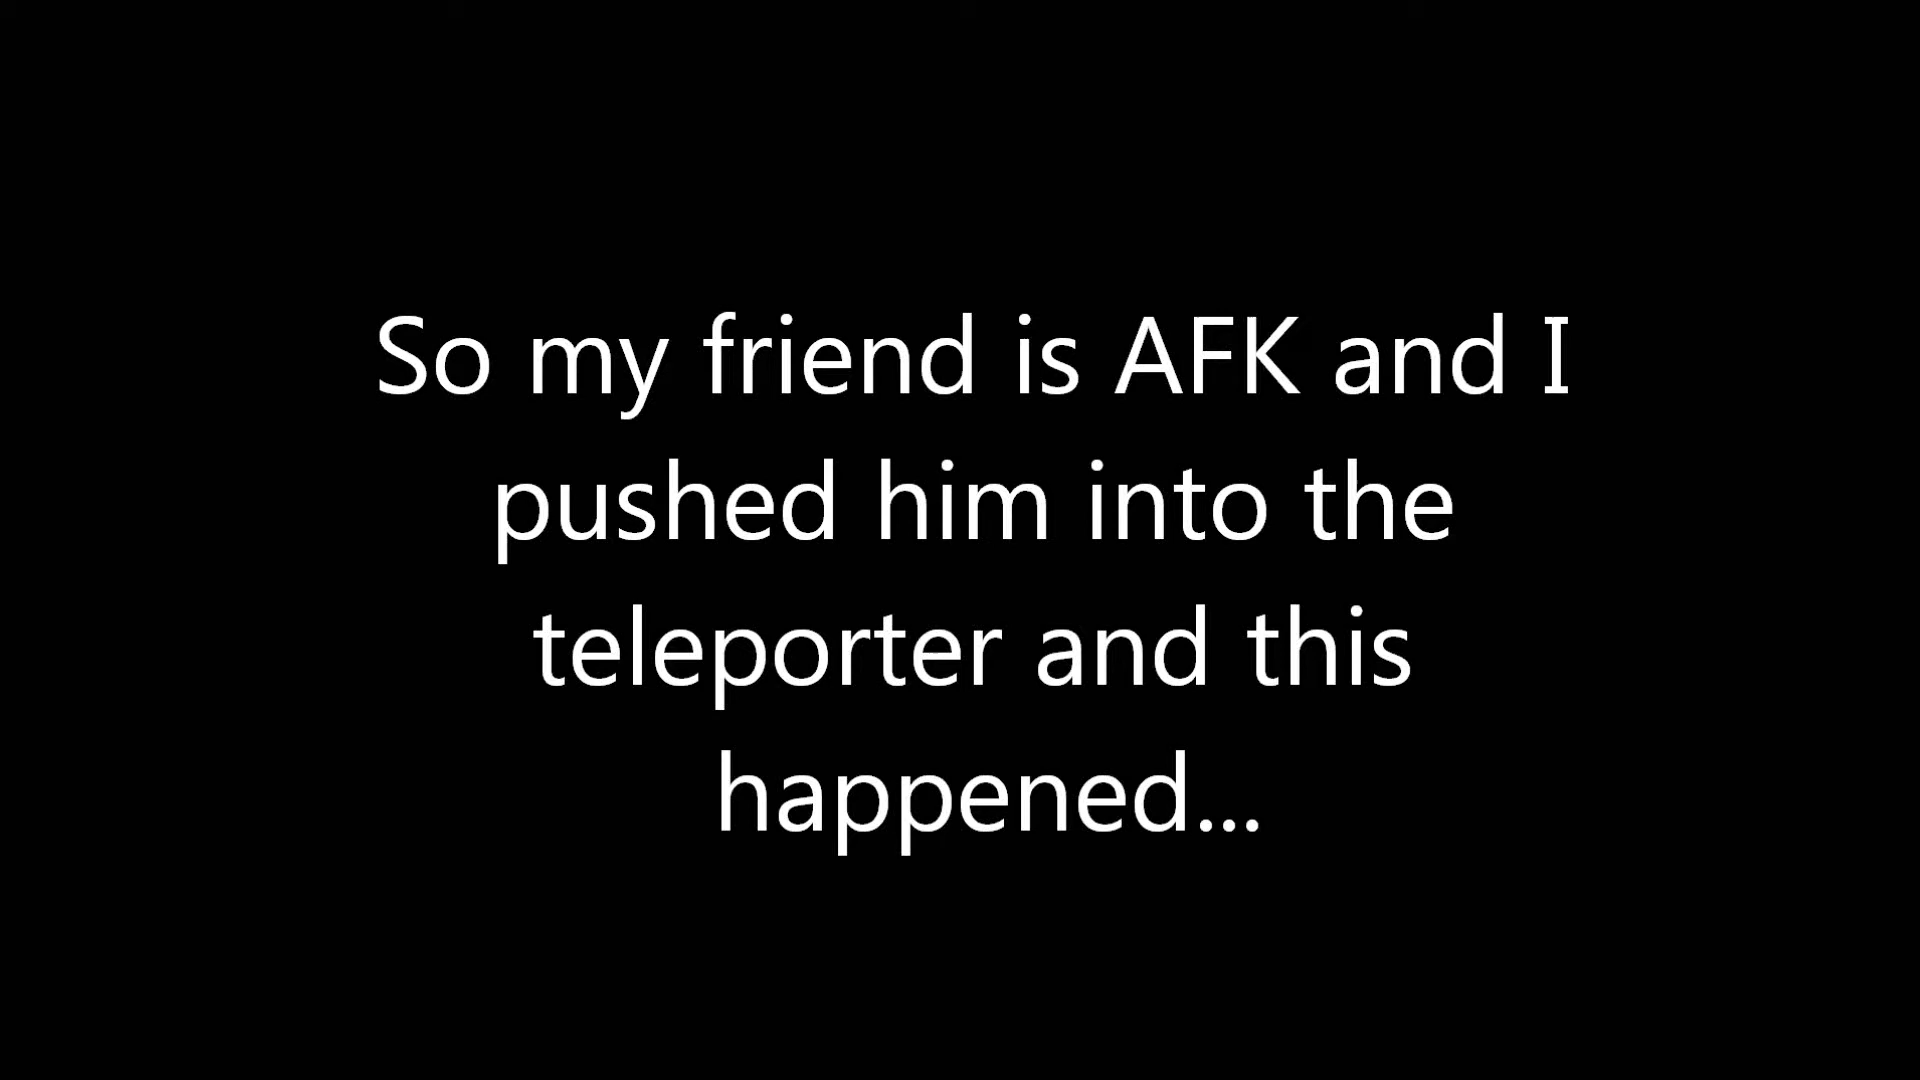 So my friend is AFK and I
pushed him into the
teleporter and this
happened...